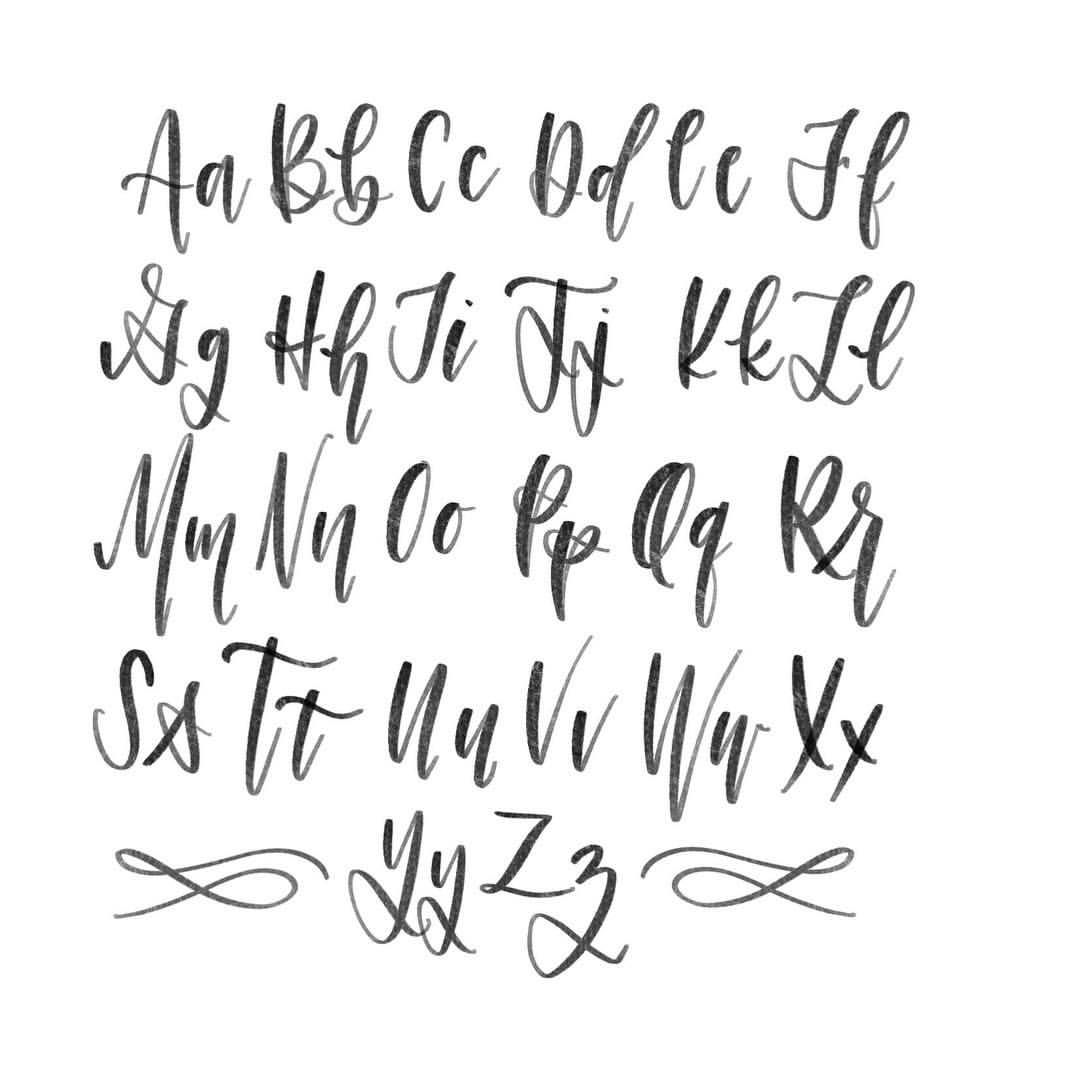 Aa Bb Cc Dd Ee Ff
Gg Hh Ii Jj Kk Ll
Mm Nn Oo Pp Qq Rr
Ss Tt Uu Vv Ww Xx
Yy Zz